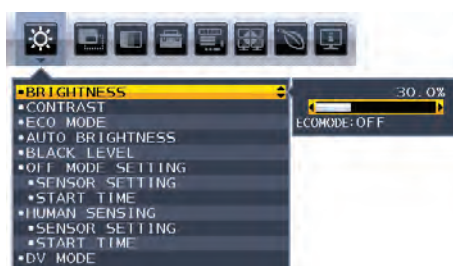 •BRIGHTNESS
30.0%
•CONTRAST
•ECO MODE
ECOMODE:OFF
•AUTO BRIGHTNESS
•BLACK LEVEL
•OFF MODE SETTING
•SENSOR SETTING
•START TIME
•HUMAN SENSING
•SENSOR SETTING
•START TIME
•DV MODE